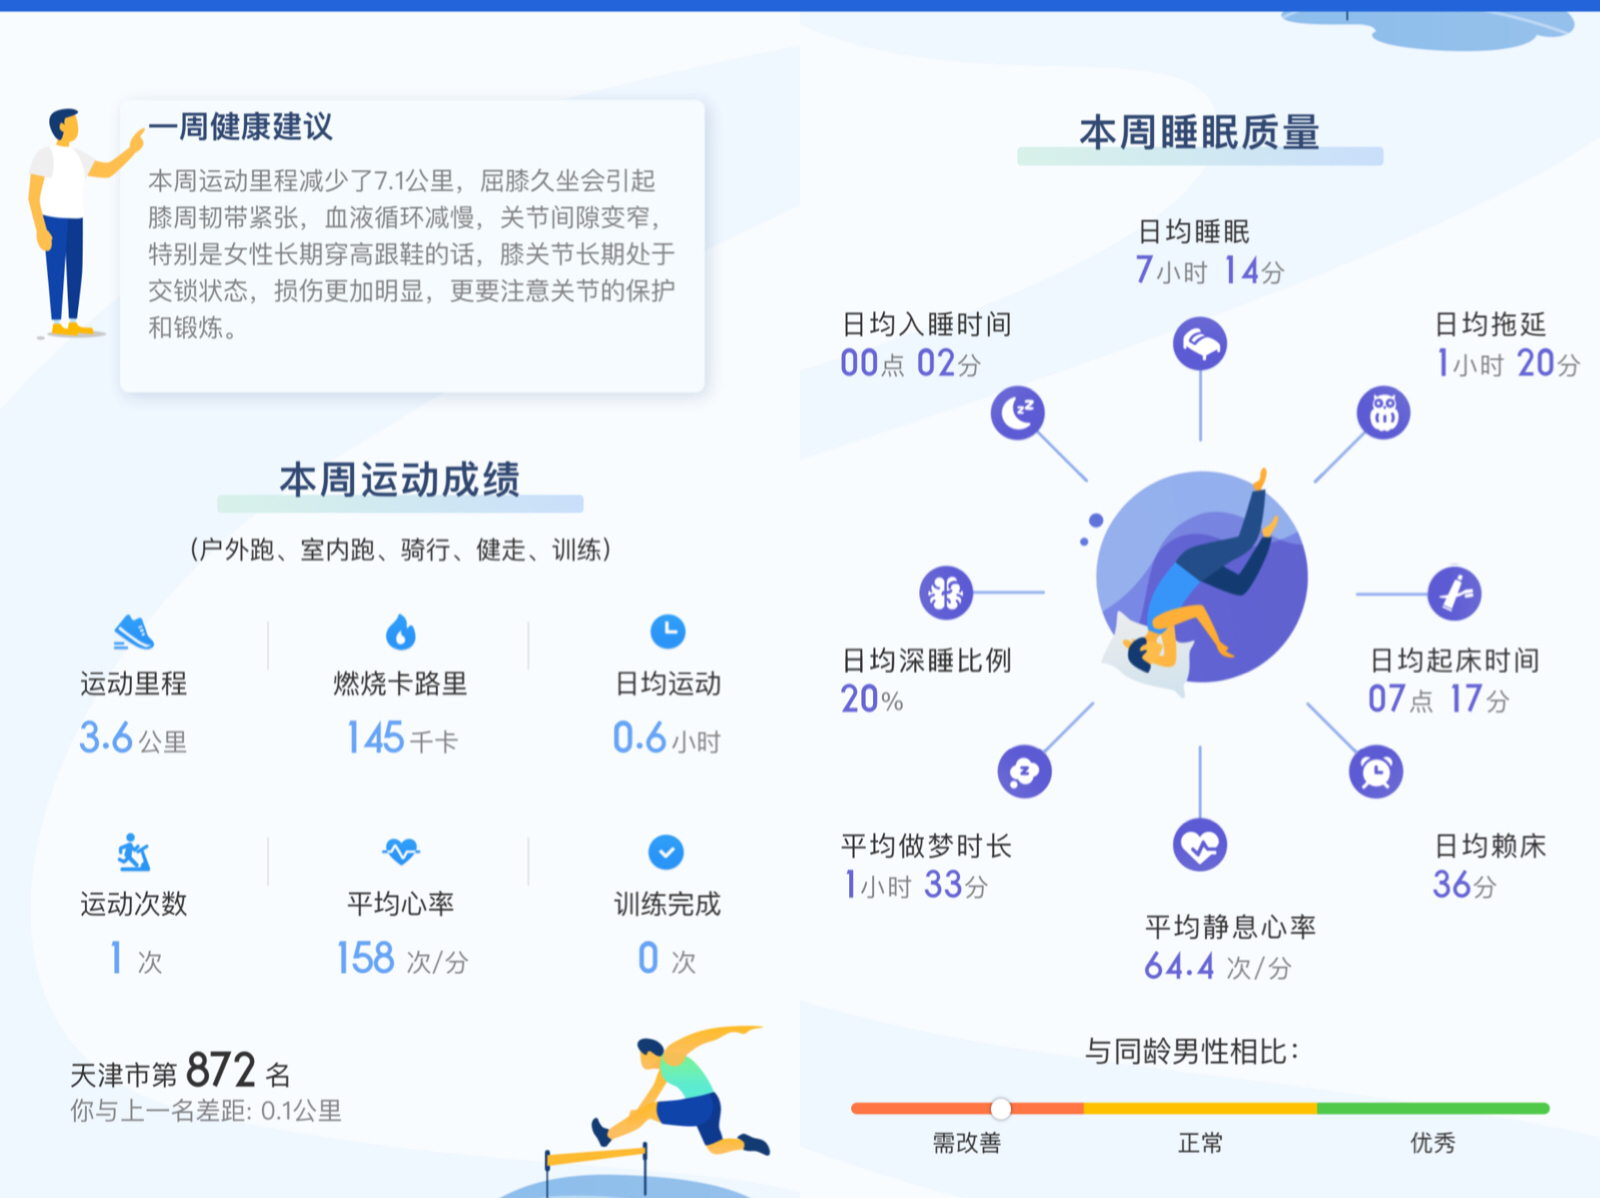 一周健康建议
本周运动里程减少了7.1公里，屈膝久坐会引起
膝周韧带紧张，血液循环减慢，关节间隙变窄，
特别是女性长期穿高跟鞋的话，膝关节长期处于
交锁状态，损伤更加明显，更要注意关节的保护
和锻炼。
本周运动成绩
（户外跑、室内跑、骑行、健走、训练）
运动里程
3.6公里
燃烧卡路里
145千卡
日均运动
0.6小时
运动次数
1 次
平均心率
158 次/分
训练完成
0 次
天津市第 872 名
你与上一名差距: 0.1公里
本周睡眠质量
日均睡眠
7小时 14分
日均入睡时间
00点 02分
日均拖延
1小时 20分
日均深睡比例
20%
日均起床时间
07点 17分
平均做梦时长
1小时 33分
日均赖床
36分
平均静息心率
64.4 次/分
与同龄男性相比：
需改善
正常
优秀